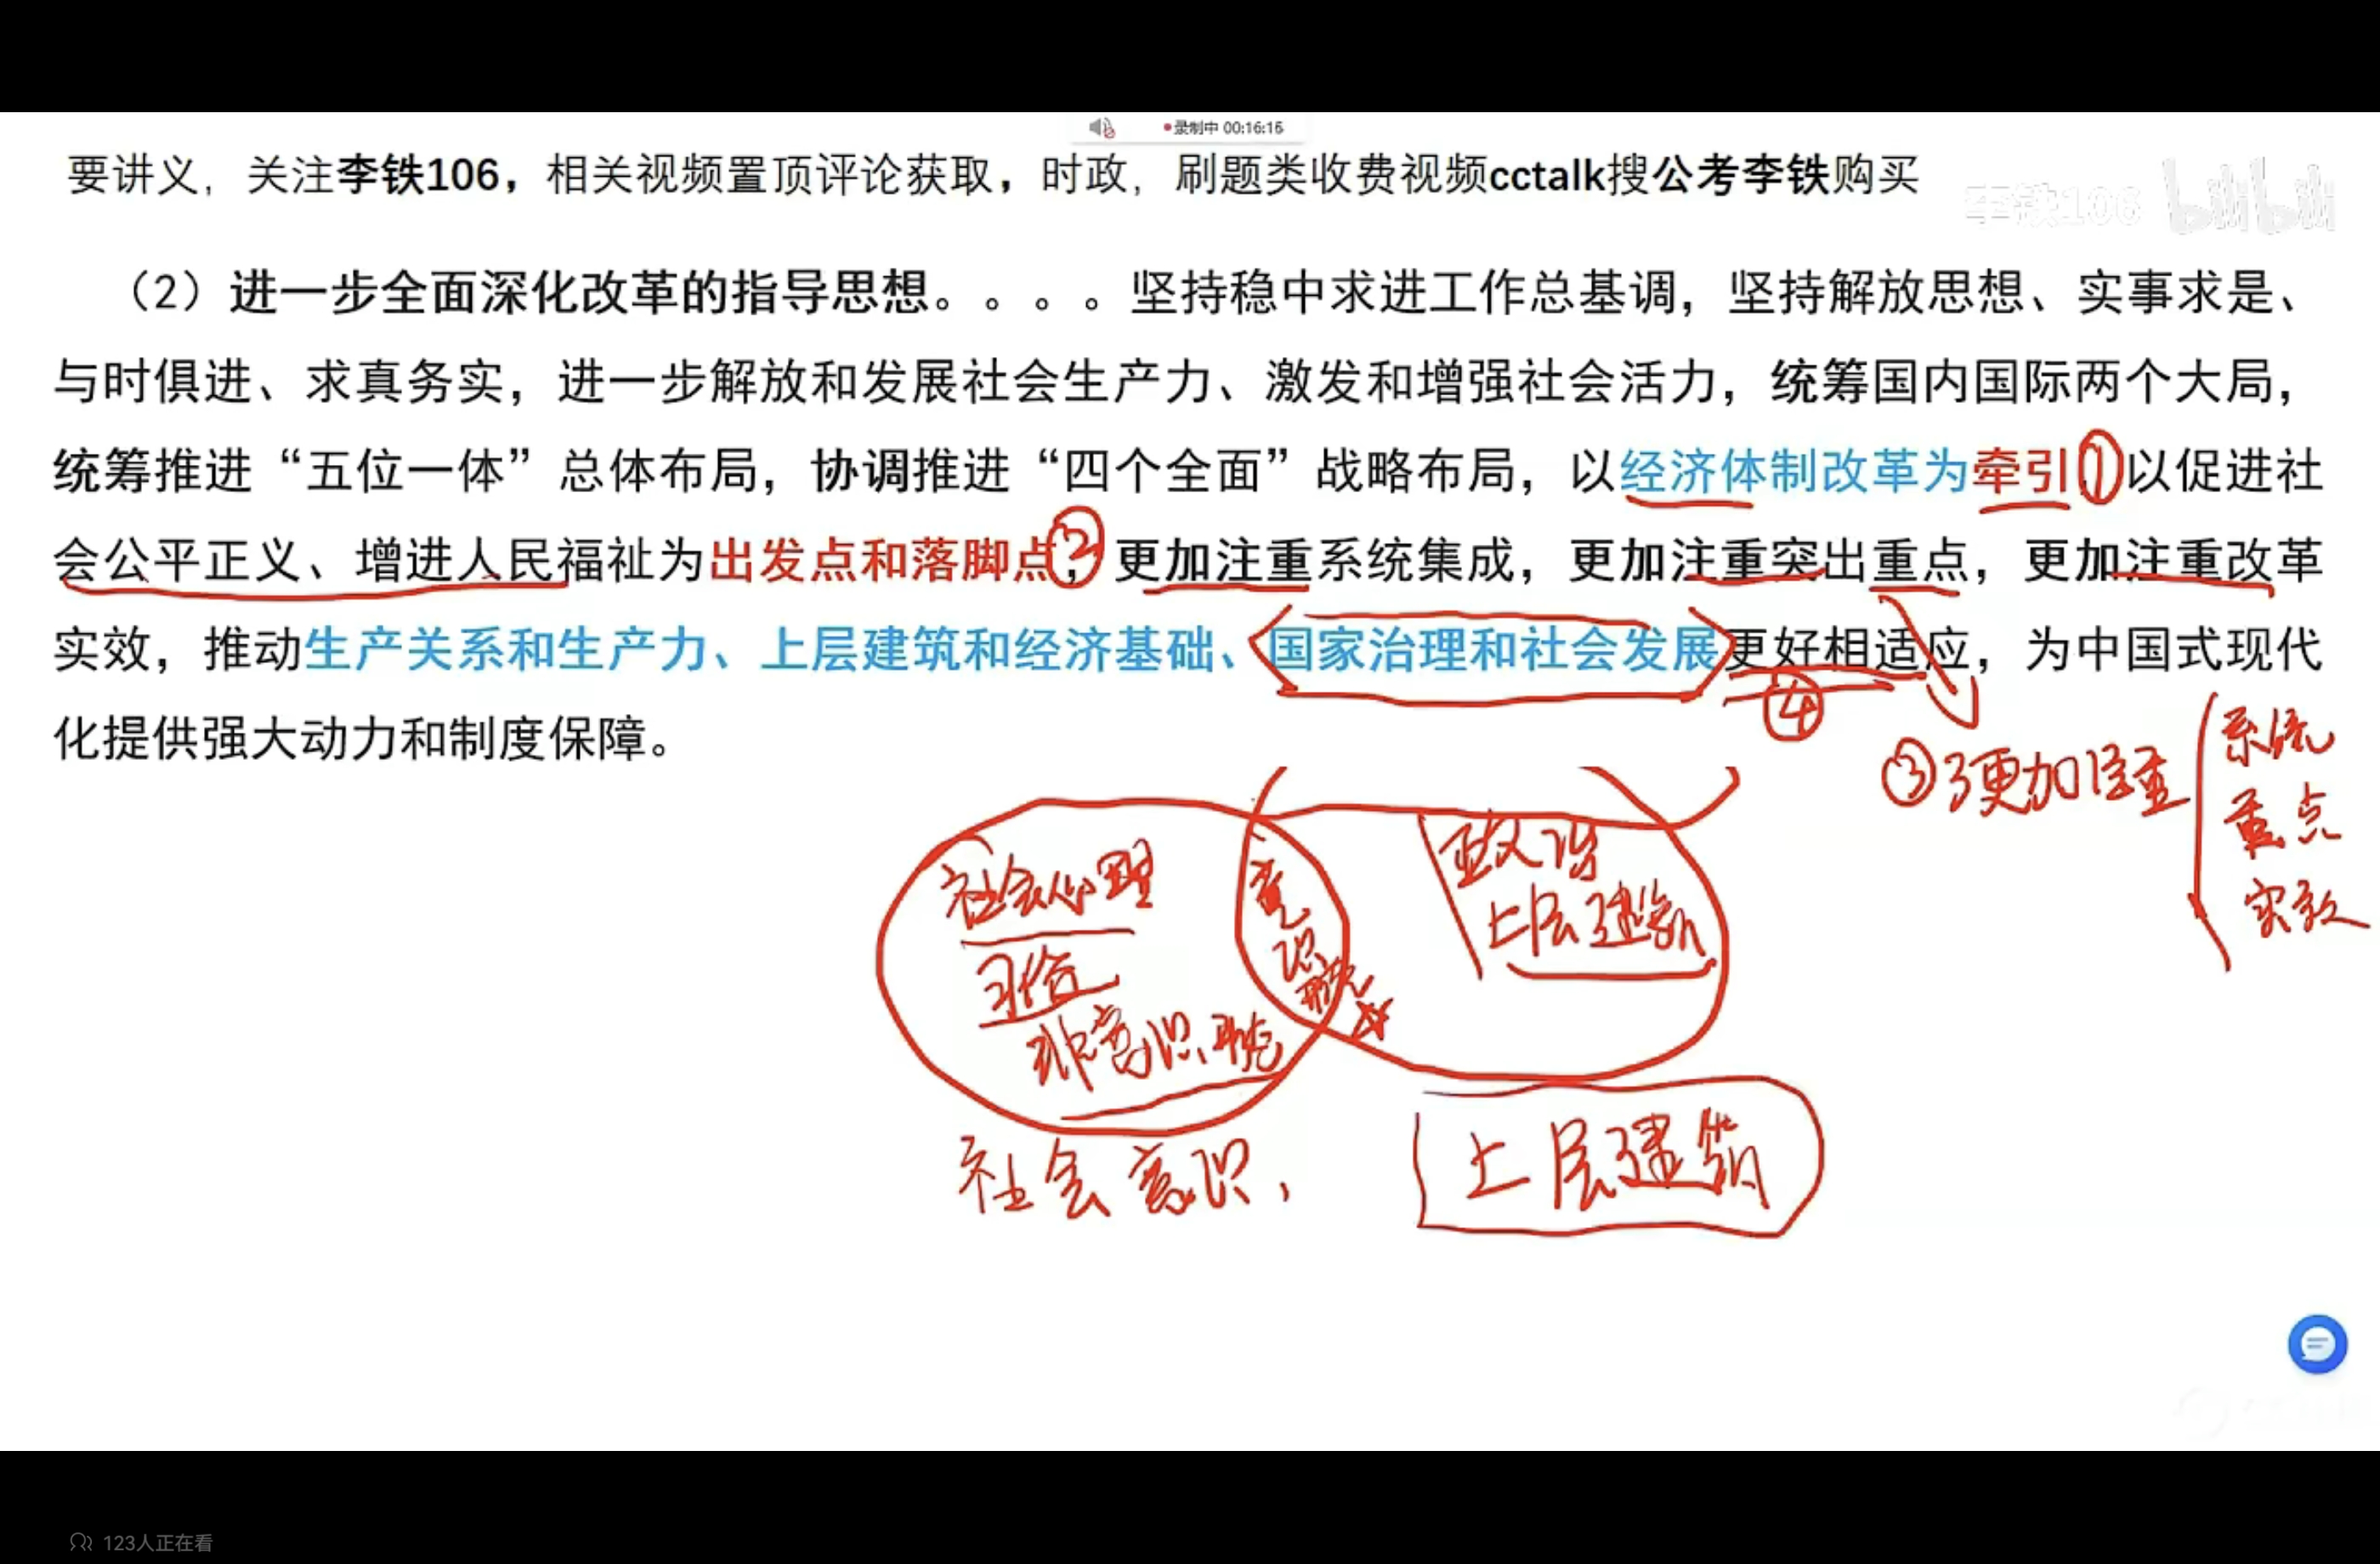 录制中 00:16:16
要讲义，关注李铁106，相关视频置顶评论获取，时政，刷题类收费视频cctalk搜公考李铁购买
李铁106 bilibili
（2）进一步全面深化改革的指导思想。。。。坚持稳中求进工作总基调，坚持解放思想、实事求是、
与时俱进、求真务实，进一步解放和发展社会生产力、激发和增强社会活力，统筹国内国际两个大局，
统筹推进“五位一体”总体布局，协调推进“四个全面”战略布局，以经济体制改革为牵引，①以促进社
会公平正义、增进人民福祉为出发点和落脚点，②更加注重系统集成，更加注重突出重点，更加注重改革
实效，推动生产关系和生产力、上层建筑和经济基础、国家治理和社会发展更好相适应，为中国式现代
④
化提供强大动力和制度保障。
③3更加注重
系统
重点
实效
社会心理
习俗
非意识形态
意识形态
政治
上层建筑
社会意识，
上层建筑
123人正在看